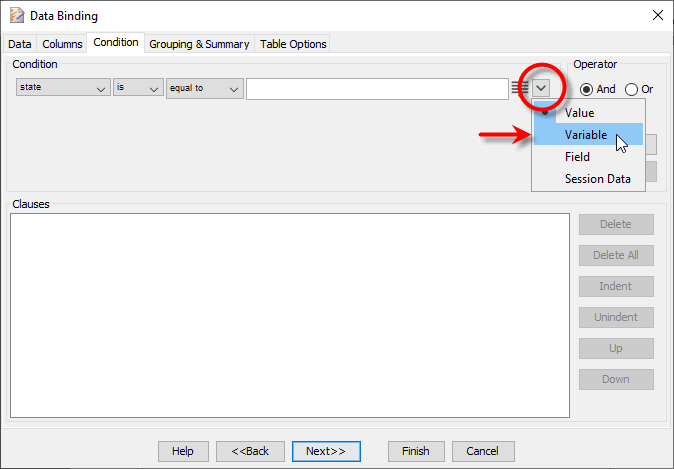 Data Binding
Data Columns Condition Grouping & Summary Table Options
Condition Operator
state is equal to And Or
Value
Variable
Field
Session Data
Clauses
Delete
Delete All
Indent
Unindent
Up
Down
Help <<Back Next>> Finish Cancel